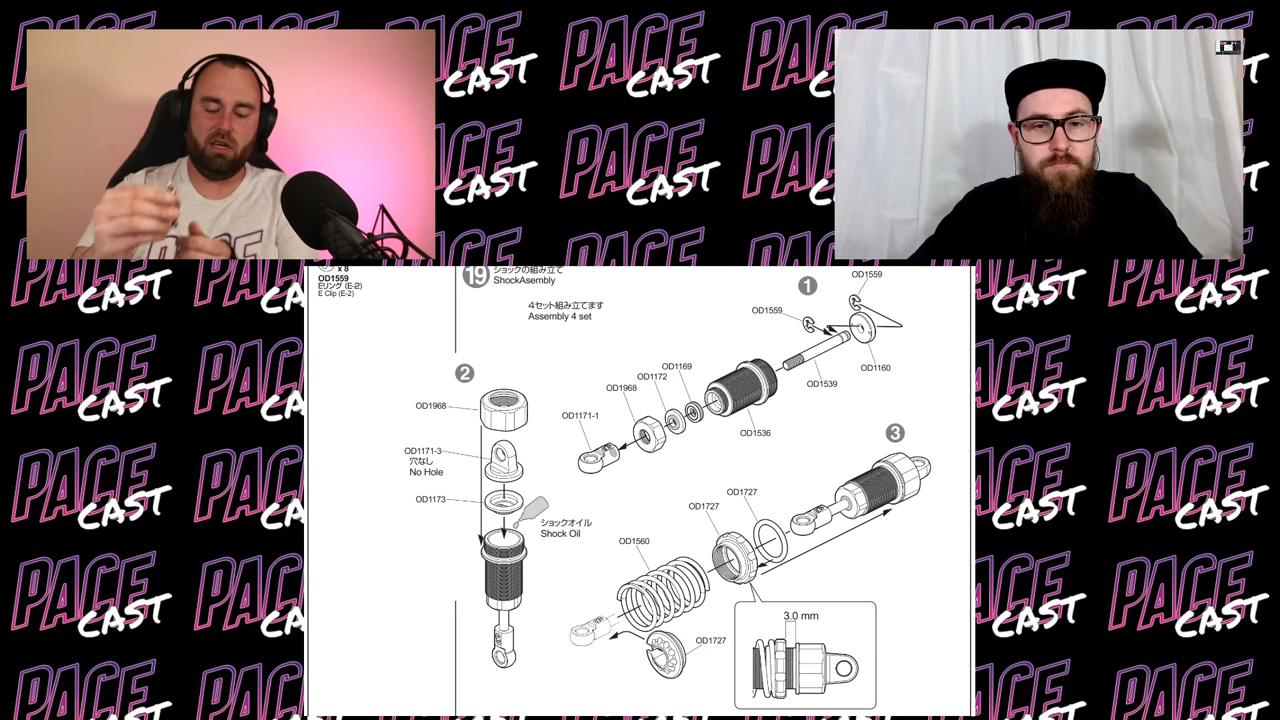 PACE CAST
x 8
OD1559
Eリング (E-2)
E Clip (E-2)
19
ショックの組み立て
ShockAsembly
4セット組み立てます
Assembly 4 set
1
OD1559
OD1559
OD1160
OD1539
OD1169
OD1172
OD1968
OD1171-1
OD1536
2
OD1968
OD1171-3
穴なし
No Hole
OD1173
ショックオイル
Shock Oil
3
OD1727
OD1727
OD1560
OD1727
3.0 mm